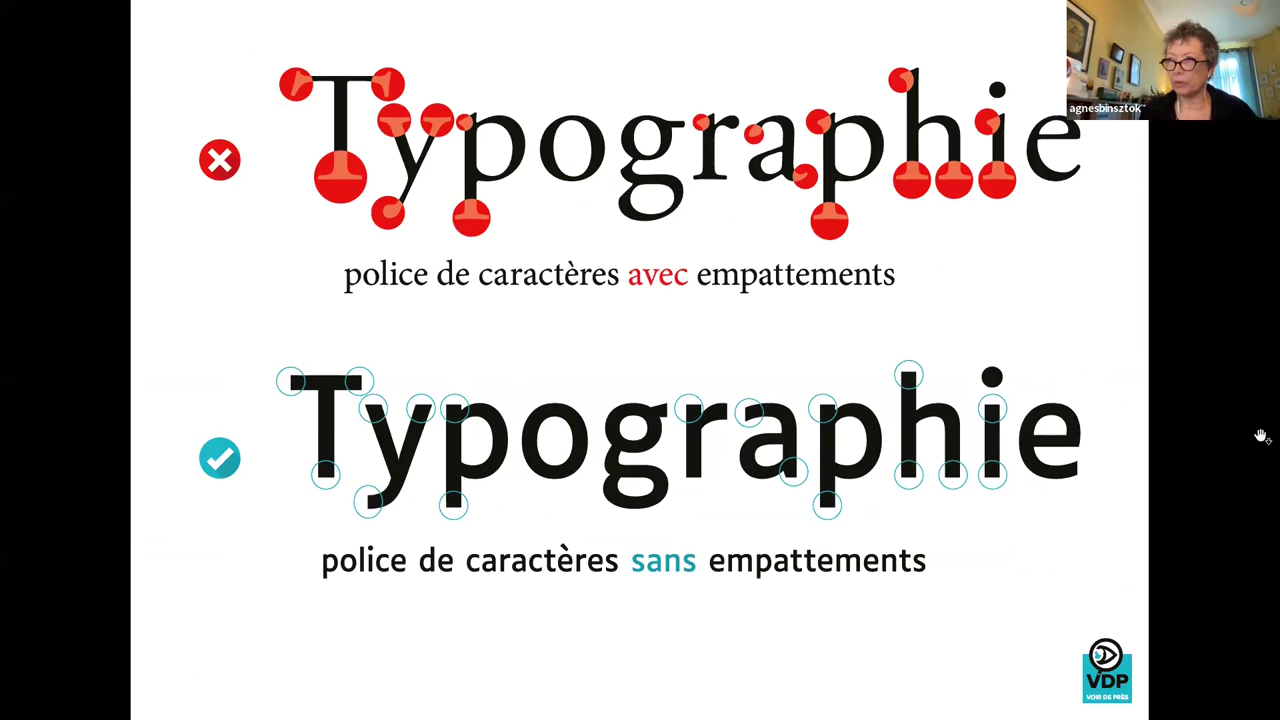 agnesbinsztok
Typographie
police de caractères avec empattements
Typographie
police de caractères sans empattements
VDP
VOIR DE PRÈS